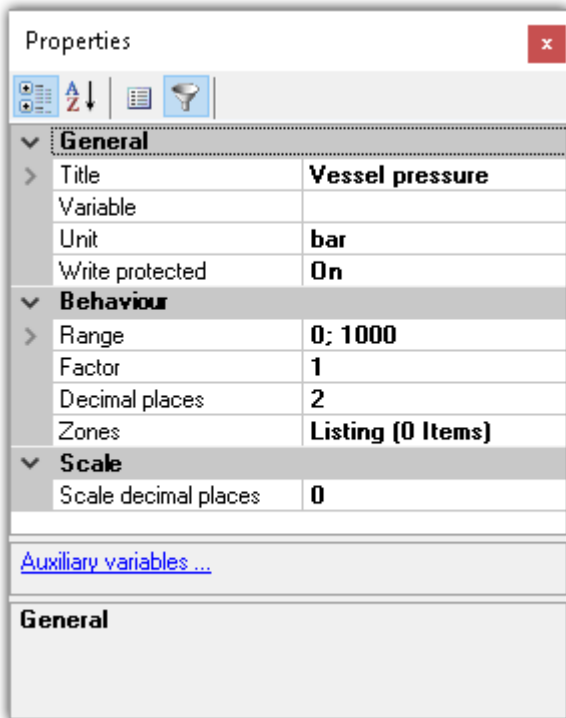 Properties
x
A
Z
General
Title Vessel pressure
Variable
Unit bar
Write protected On
Behaviour
Range 0; 1000
Factor 1
Decimal places 2
Zones Listing (0 Items)
Scale
Scale decimal places 0
Auxiliary variables ...
General